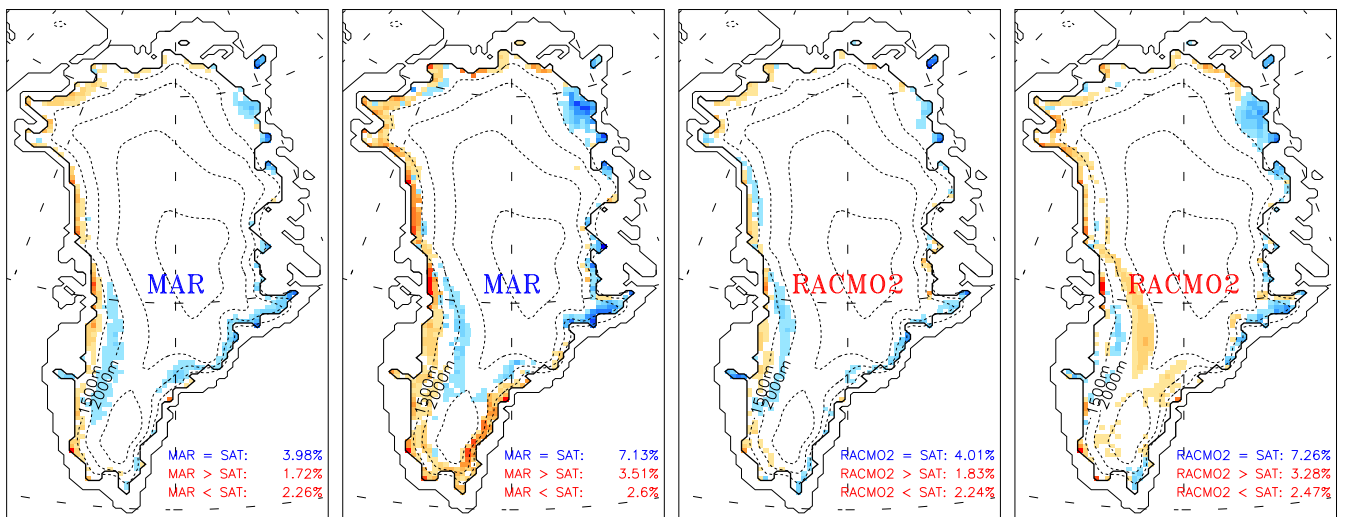 MAR
1500m
2000m
MAR = SAT: 3.98%
MAR > SAT: 1.72%
MAR < SAT: 2.26%
MAR
1500m
2000m
MAR = SAT: 7.13%
MAR > SAT: 3.51%
MAR < SAT: 2.6%
RACMO2
1500m
2000m
RACMO2 = SAT: 4.01%
RACMO2 > SAT: 1.83%
RACMO2 < SAT: 2.24%
RACMO2
1500m
2000m
RACMO2 = SAT: 7.26%
RACMO2 > SAT: 3.28%
RACMO2 < SAT: 2.47%